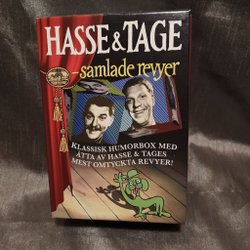 HASSE & TAGE
– samlade revyer
KLASSISK HUMORBOX MED
ÅTTA AV HASSE & TAGES
MEST OMTYCKTA REVYER!